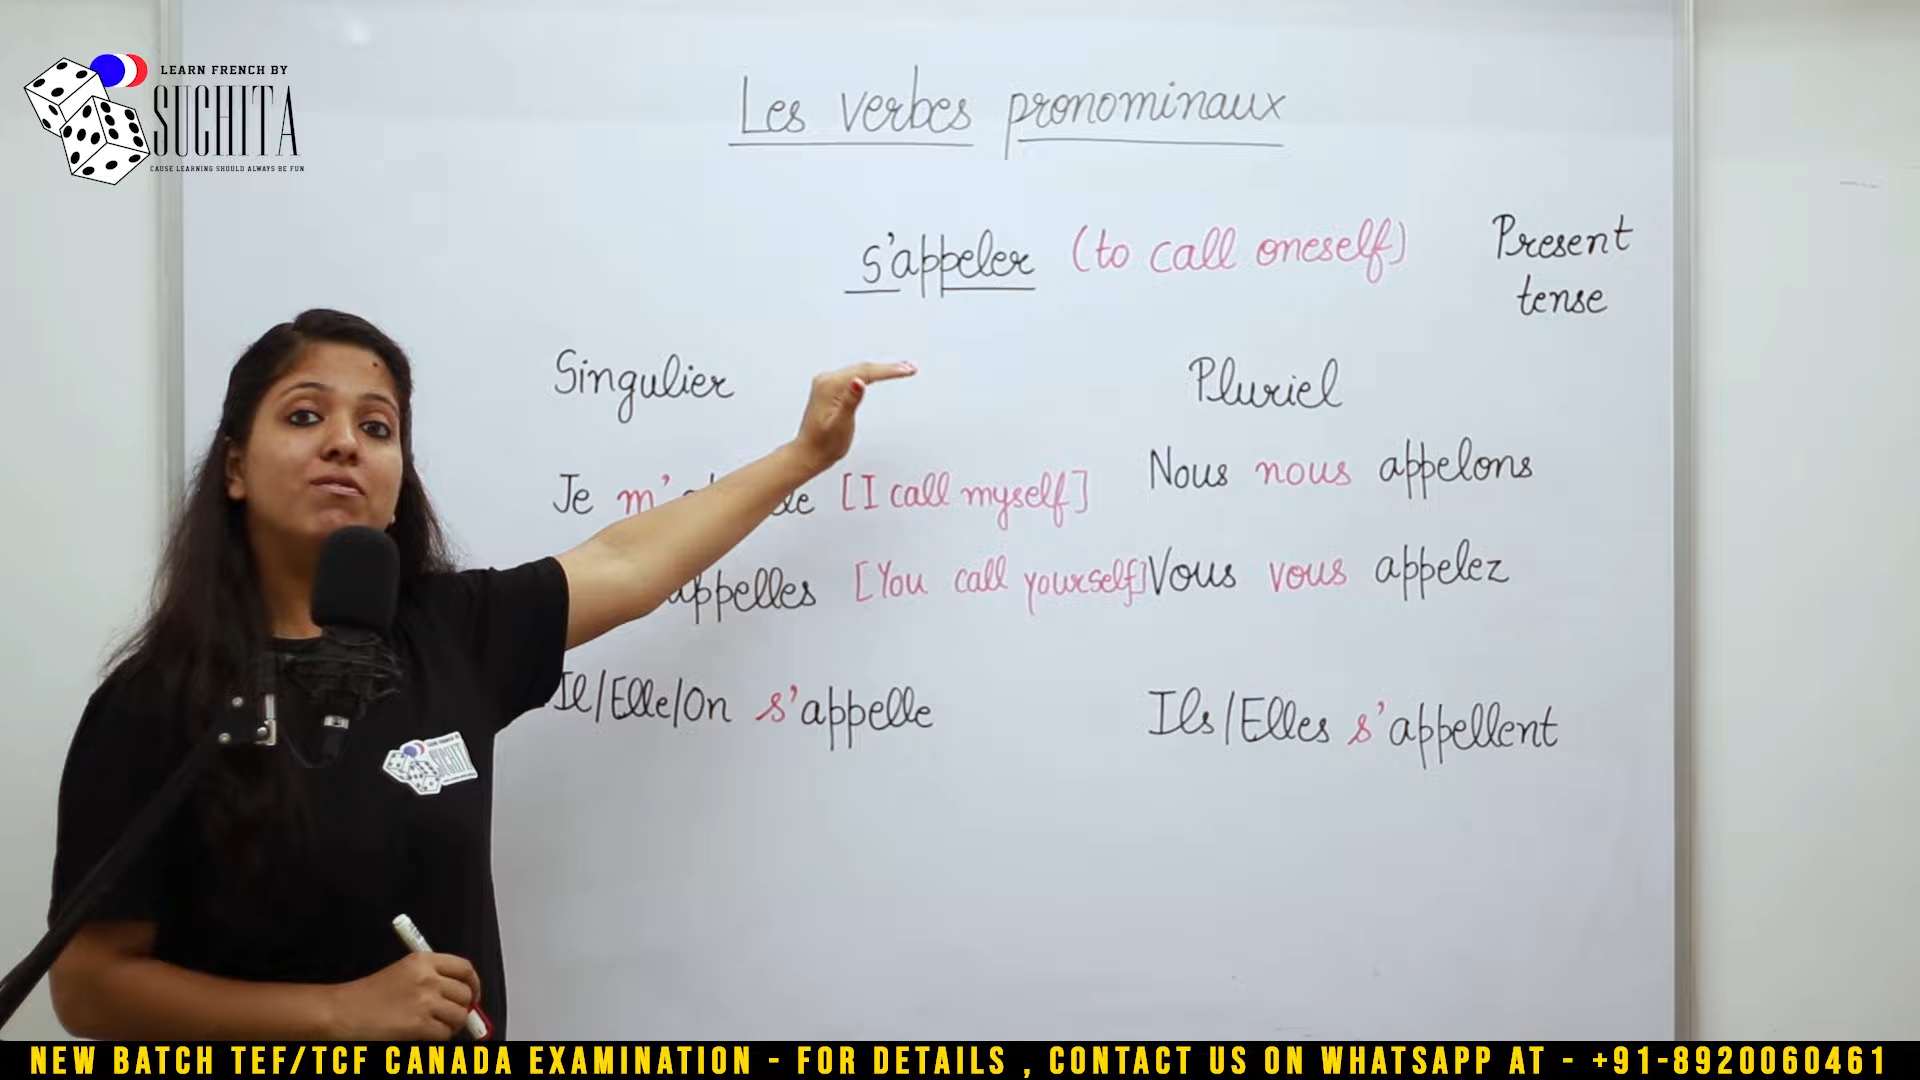 LEARN FRENCH BY
SUCHITA
CAUSE LEARNING SHOULD ALWAYS BE FUN
Les verbes pronominaux
s'appeler (to call oneself)
Present
tense
Singulier
Pluriel
Je m' [I call myself]
Nous nous appelons
appelles [You call yourself]
Vous vous appelez
Il/Elle/On s'appelle
Ils/Elles s'appellent
SUCHITA
NEW BATCH TEF/TCF CANADA EXAMINATION - FOR DETAILS , CONTACT US ON WHATSAPP AT - +91-8920060461